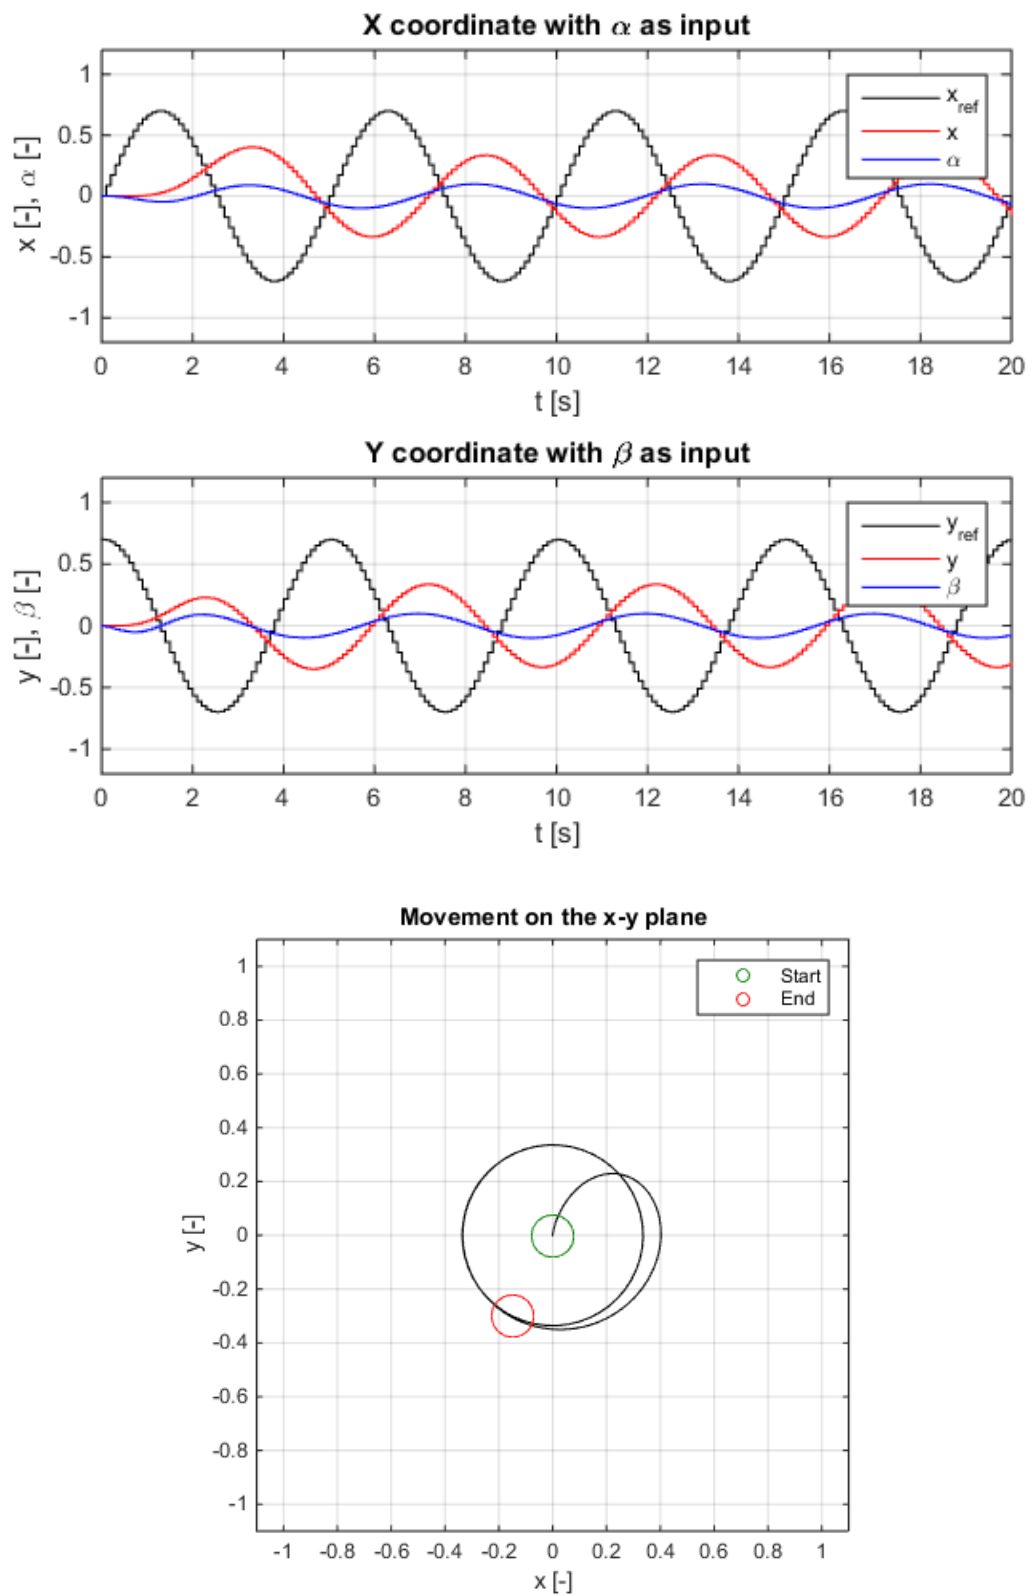 X coordinate with α as input
x [-], α [-]
1
0.5
0
-0.5
-1
x_ref
x
α
0 2 4 6 8 10 12 14 16 18 20
t [s]
Y coordinate with β as input
y [-], β [-]
1
0.5
0
-0.5
-1
y_ref
y
β
0 2 4 6 8 10 12 14 16 18 20
t [s]
Movement on the x-y plane
y [-]
1
0.8
0.6
0.4
0.2
0
-0.2
-0.4
-0.6
-0.8
-1
Start
End
-1 -0.8 -0.6 -0.4 -0.2 0 0.2 0.4 0.6 0.8 1
x [-]